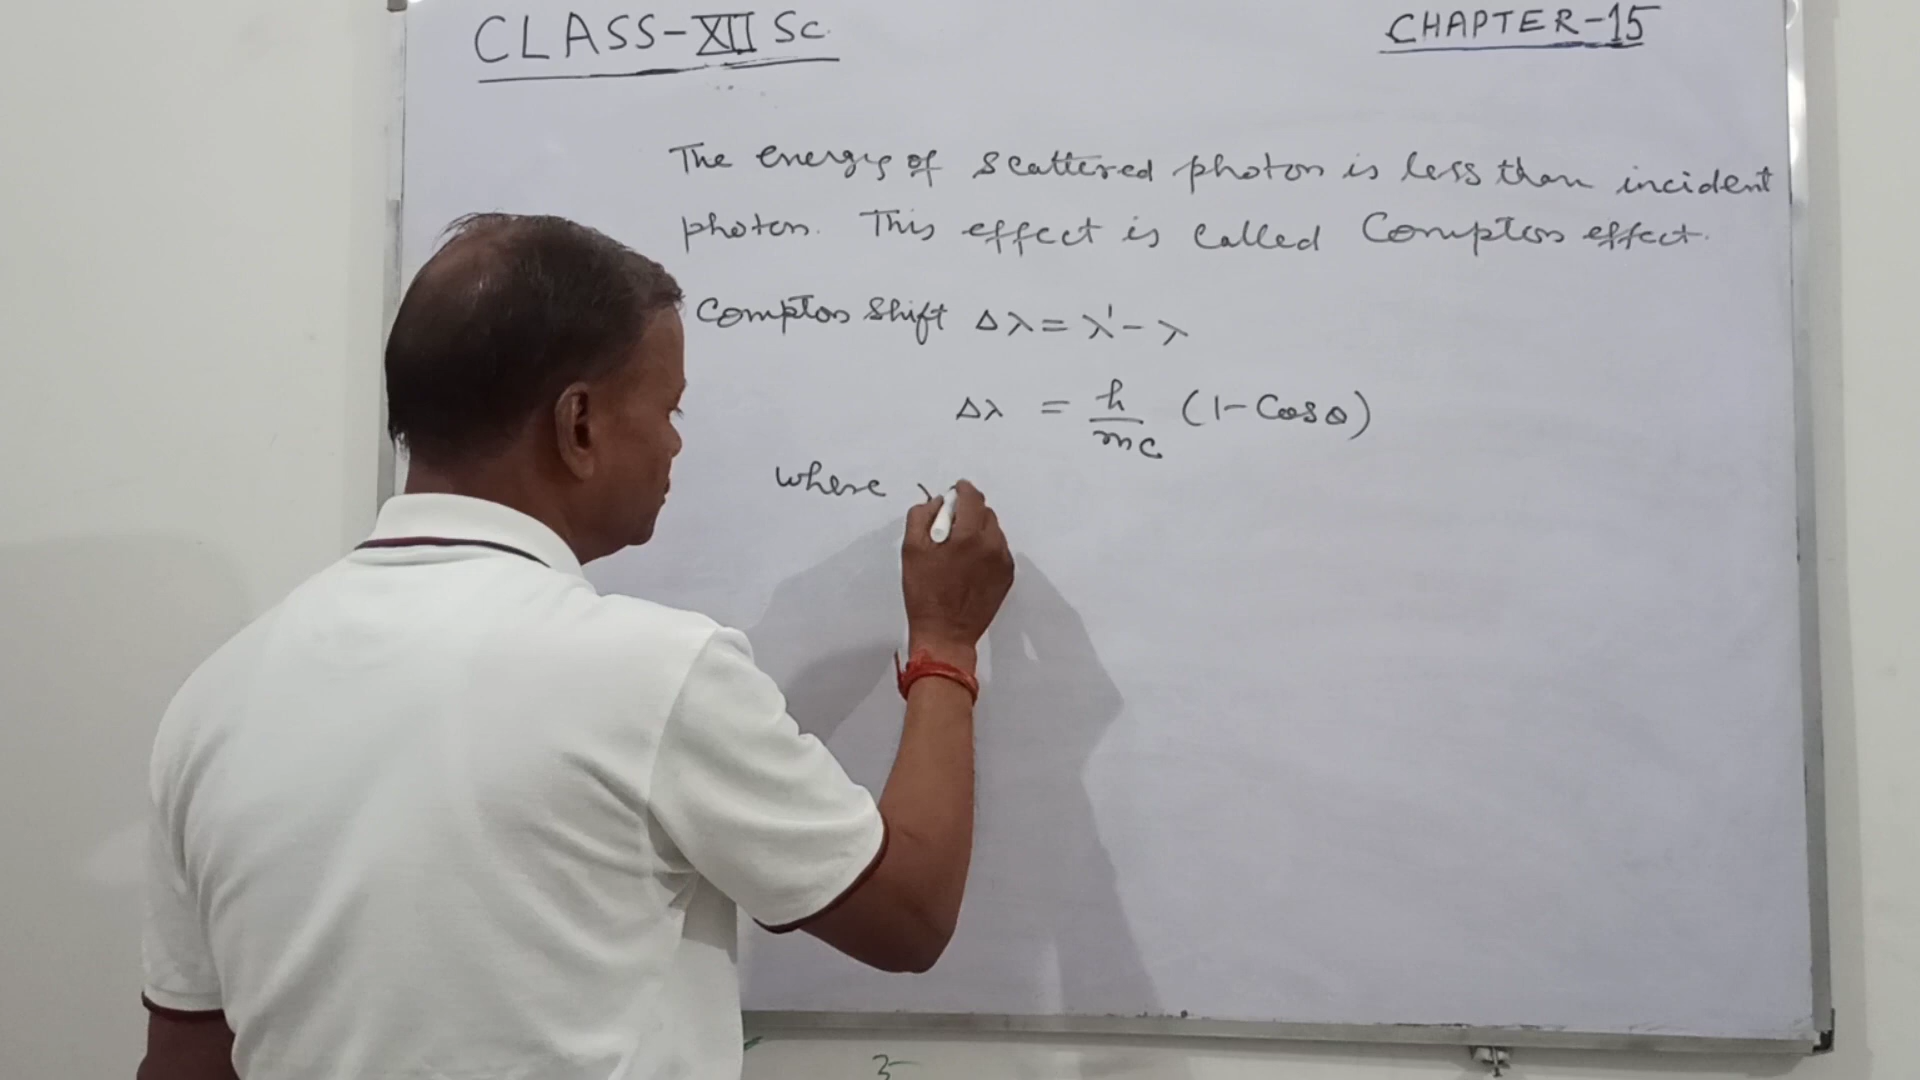 CLASS-XII Sc.
CHAPTER-15
The energy of scattered photon is less than incident
photon. This effect is called Compton effect.
Compton Shift Δλ = λ' - λ
Δλ = h/mc (1 - Cosθ)
where λ